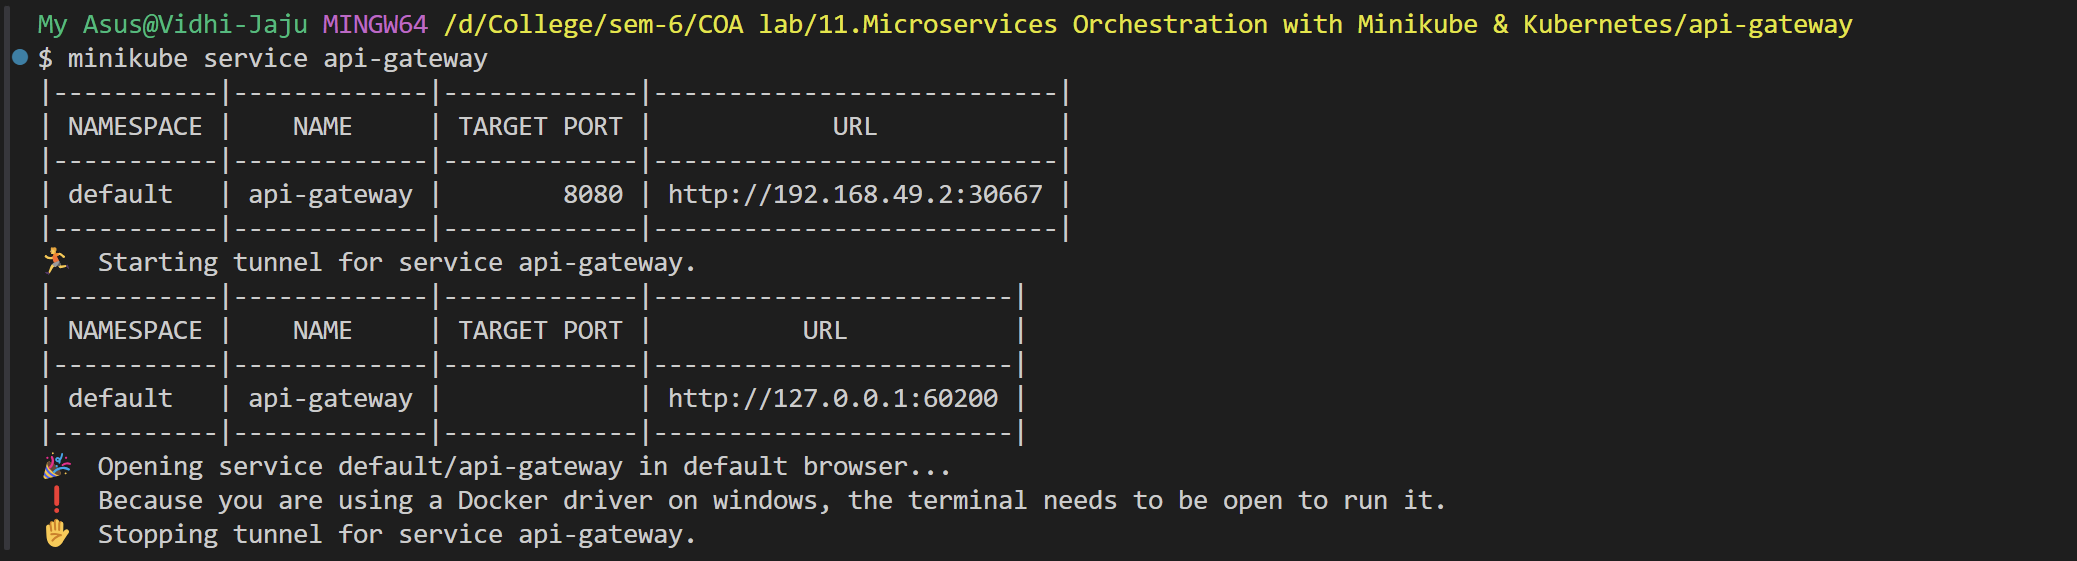 My Asus@Vidhi-Jaju MINGW64 /d/College/sem-6/COA lab/11.Microservices Orchestration with Minikube & Kubernetes/api-gateway
$ minikube service api-gateway
|-----------|-------------|-------------|---------------------------|
| NAMESPACE |    NAME     | TARGET PORT |            URL            |
|-----------|-------------|-------------|---------------------------|
| default   | api-gateway |        8080 | http://192.168.49.2:30667 |
|-----------|-------------|-------------|---------------------------|
🏃  Starting tunnel for service api-gateway.
|-----------|-------------|-------------|------------------------|
| NAMESPACE |    NAME     | TARGET PORT |          URL           |
|-----------|-------------|-------------|------------------------|
| default   | api-gateway |             | http://127.0.0.1:60200 |
|-----------|-------------|-------------|------------------------|
🎉  Opening service default/api-gateway in default browser...
❗  Because you are using a Docker driver on windows, the terminal needs to be open to run it.
✋  Stopping tunnel for service api-gateway.